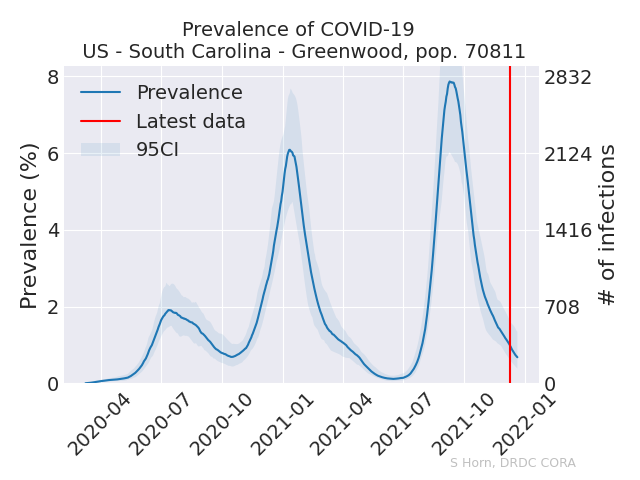 Prevalence of COVID-19
US - South Carolina - Greenwood, pop. 70811
Prevalence
Latest data
95CI
Prevalence (%)
8
6
4
2
0
# of infections
2832
2124
1416
708
0
2020-04
2020-07
2020-10
2021-01
2021-04
2021-07
2021-10
2022-01
S Horn, DRDC CORA